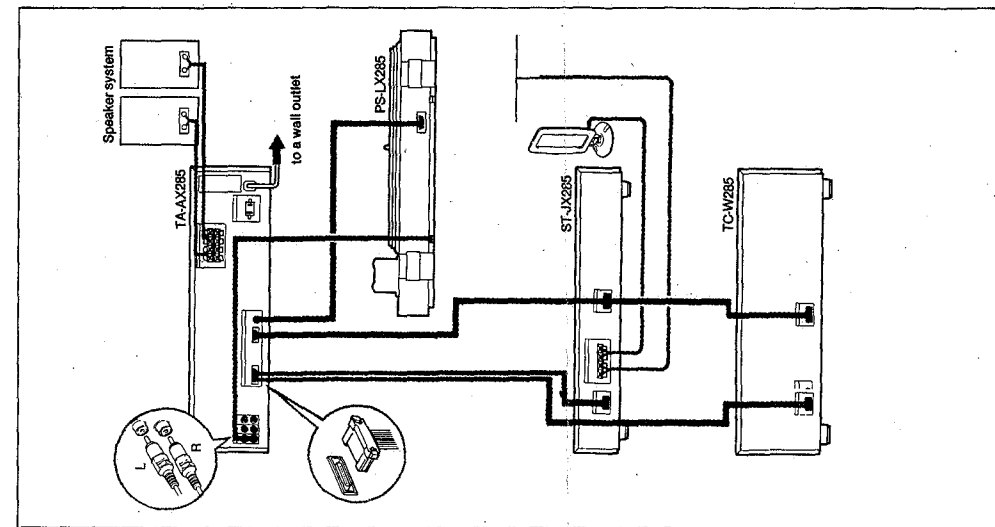 Speaker system
TA-AX285
to a wall outlet
PS-LX285
ST-JX285
TC-W285
L
R